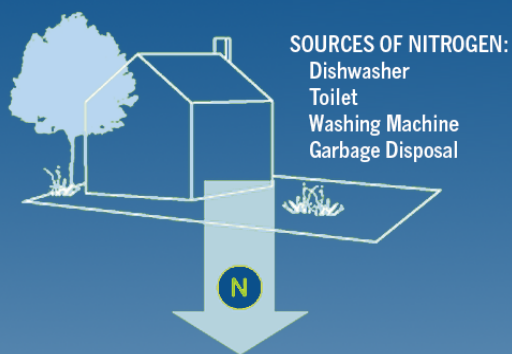 SOURCES OF NITROGEN:
Dishwasher
Toilet
Washing Machine
Garbage Disposal
N